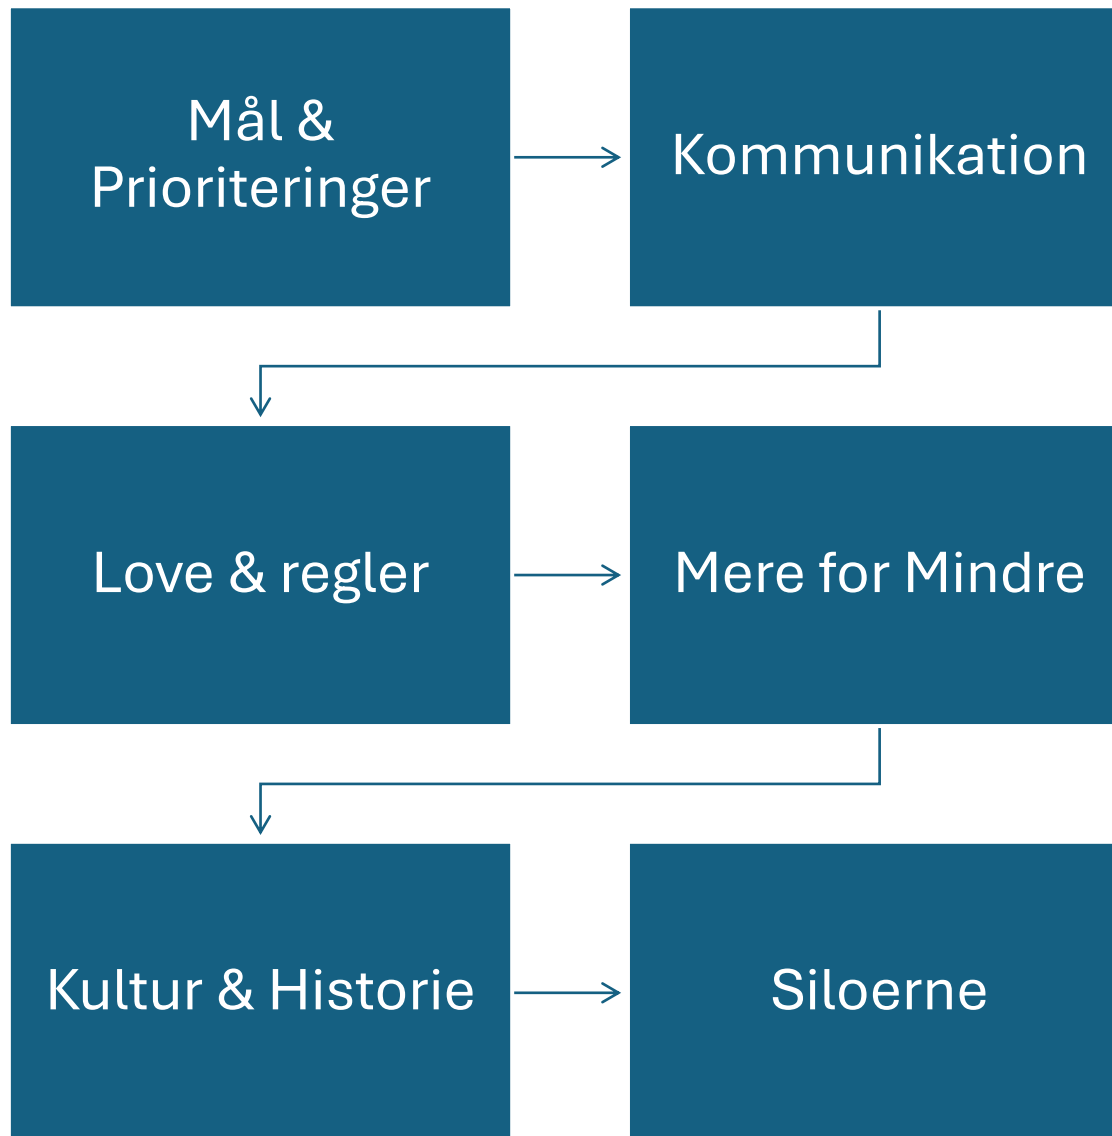 Mål &
Prioriteringer
Kommunikation
Love & regler
Mere for Mindre
Kultur & Historie
Siloerne